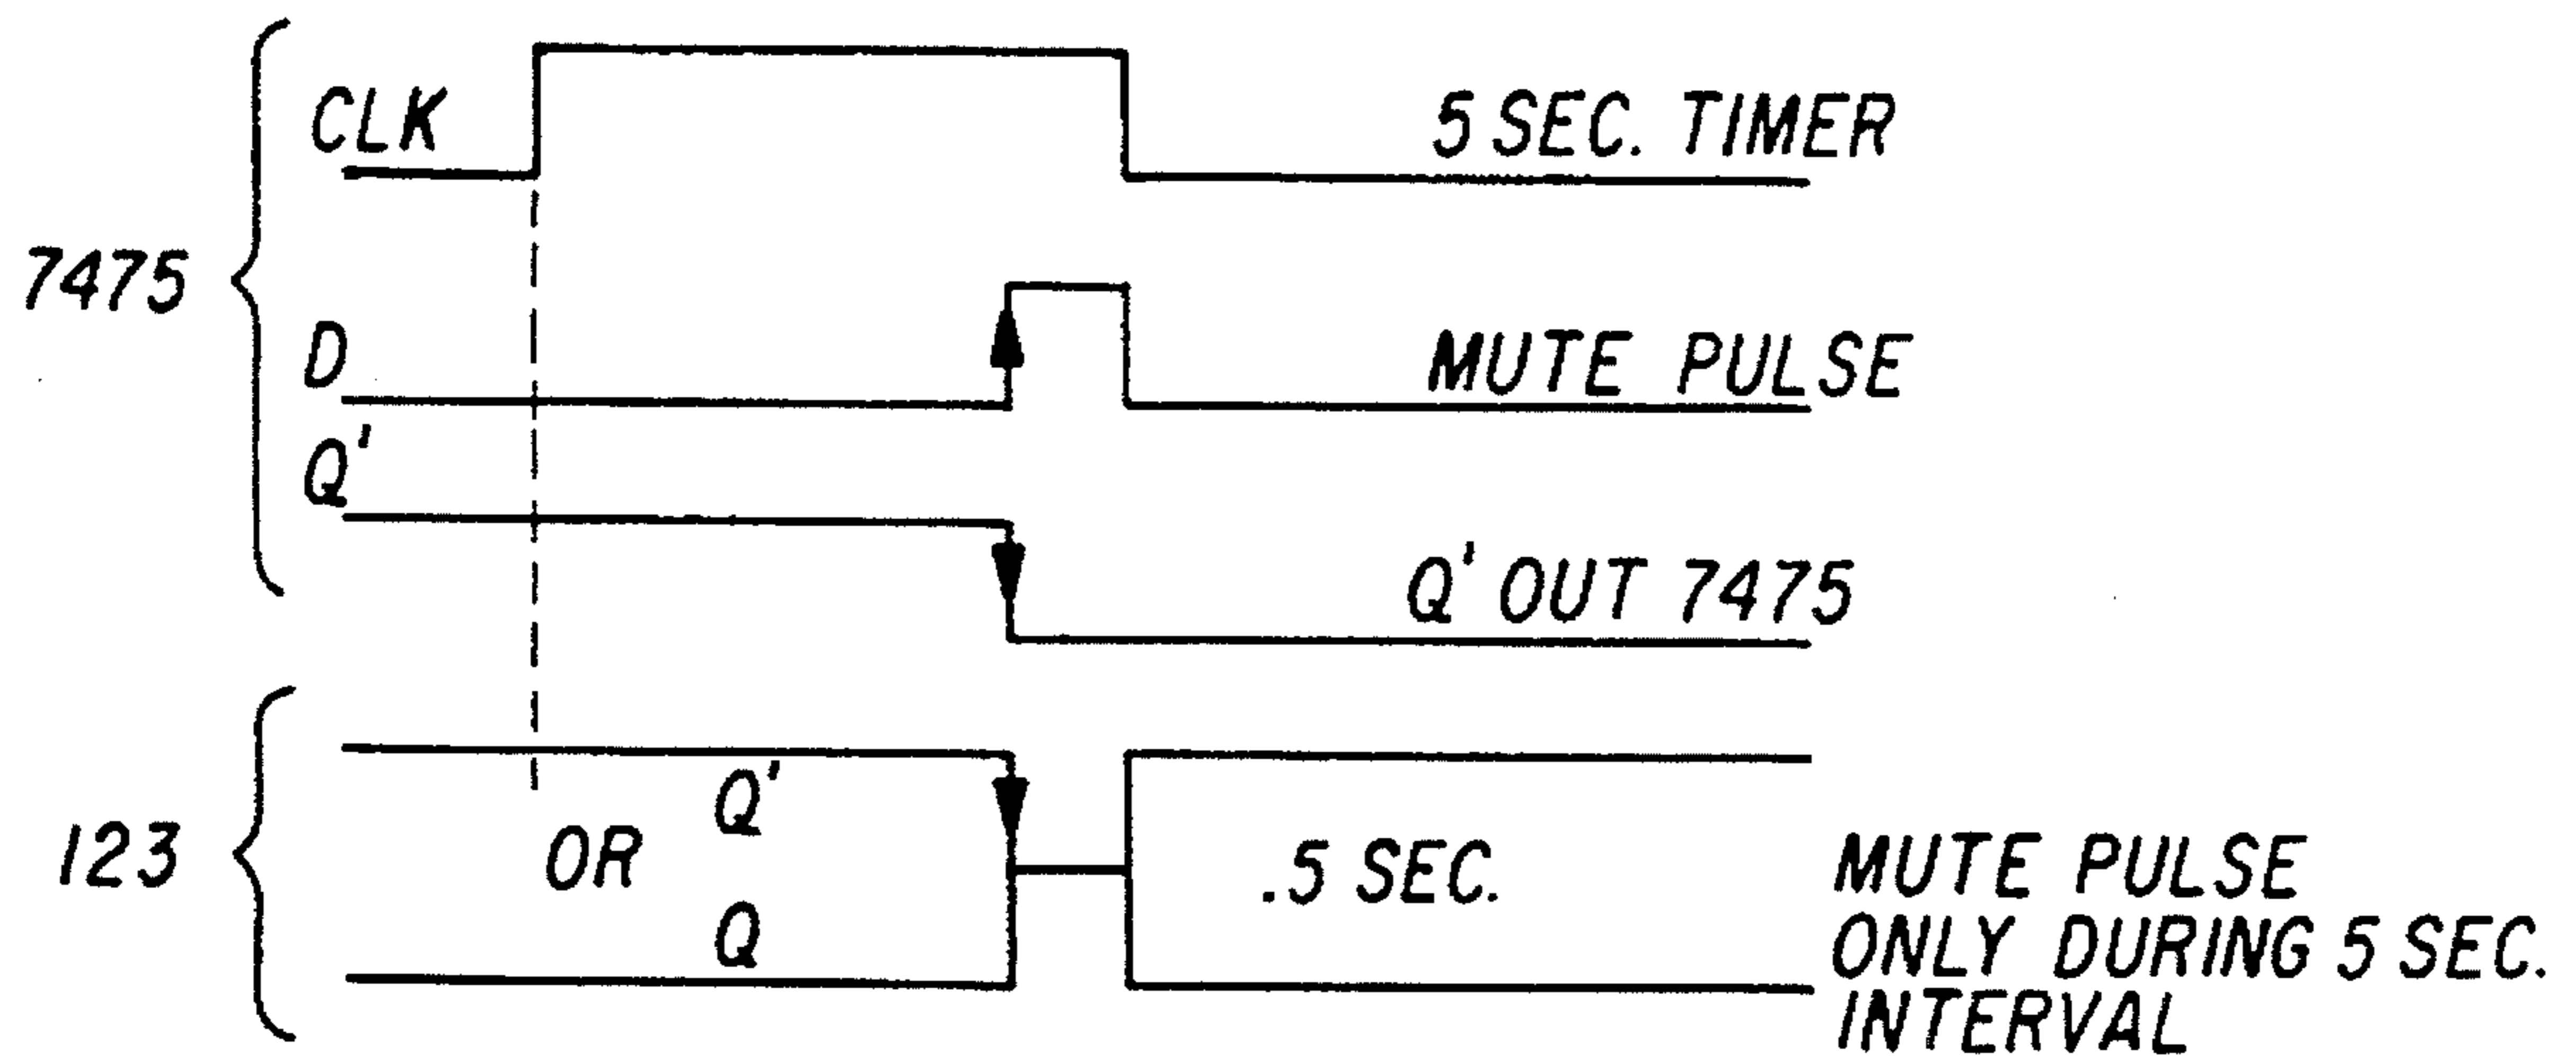 CLK
5 SEC. TIMER
7475
D
MUTE PULSE
Q'
Q' OUT 7475
123
OR
Q'
Q
.5 SEC.
MUTE PULSE
ONLY DURING 5 SEC.
INTERVAL